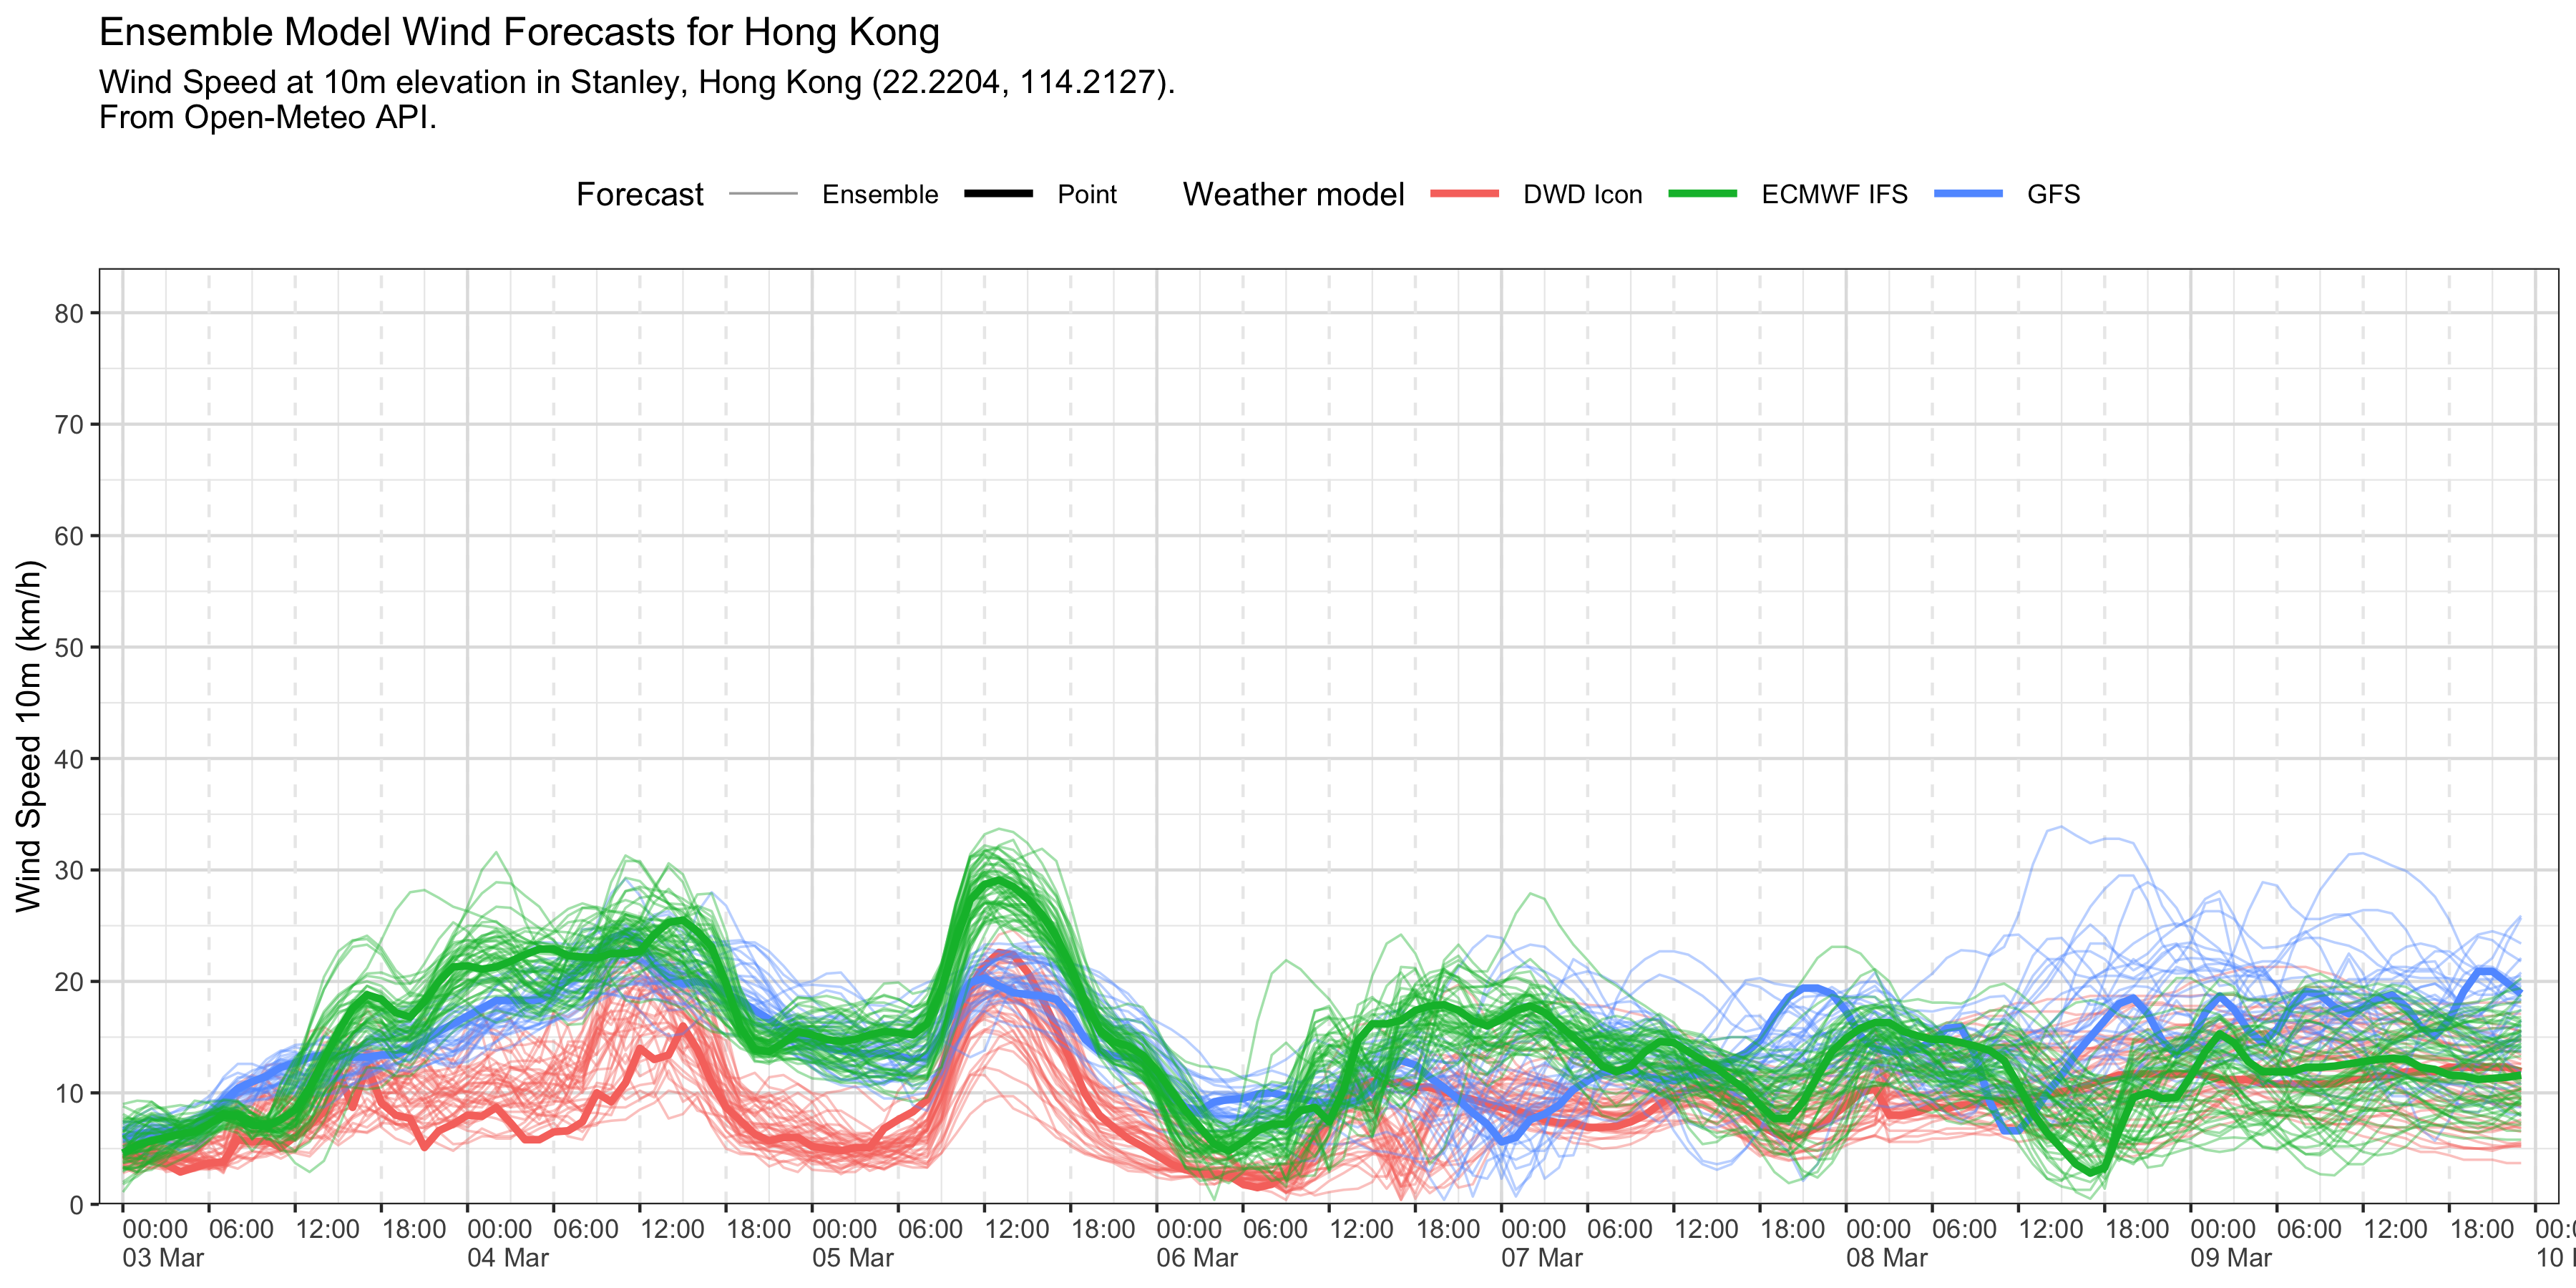 Ensemble Model Wind Forecasts for Hong Kong
Wind Speed at 10m elevation in Stanley, Hong Kong (22.2204, 114.2127).
From Open-Meteo API.
Forecast Ensemble Point Weather model DWD Icon ECMWF IFS GFS
Wind Speed 10m (km/h)
80
70
60
50
40
30
20
10
0
00:00 06:00 12:00 18:00 00:00 06:00 12:00 18:00 00:00 06:00 12:00 18:00 00:00 06:00 12:00 18:00 00:00 06:00 12:00 18:00 00:00 06:00 12:00 18:00 00:00 06:00 12:00 18:00
03 Mar 04 Mar 05 Mar 06 Mar 07 Mar 08 Mar 09 Mar 10